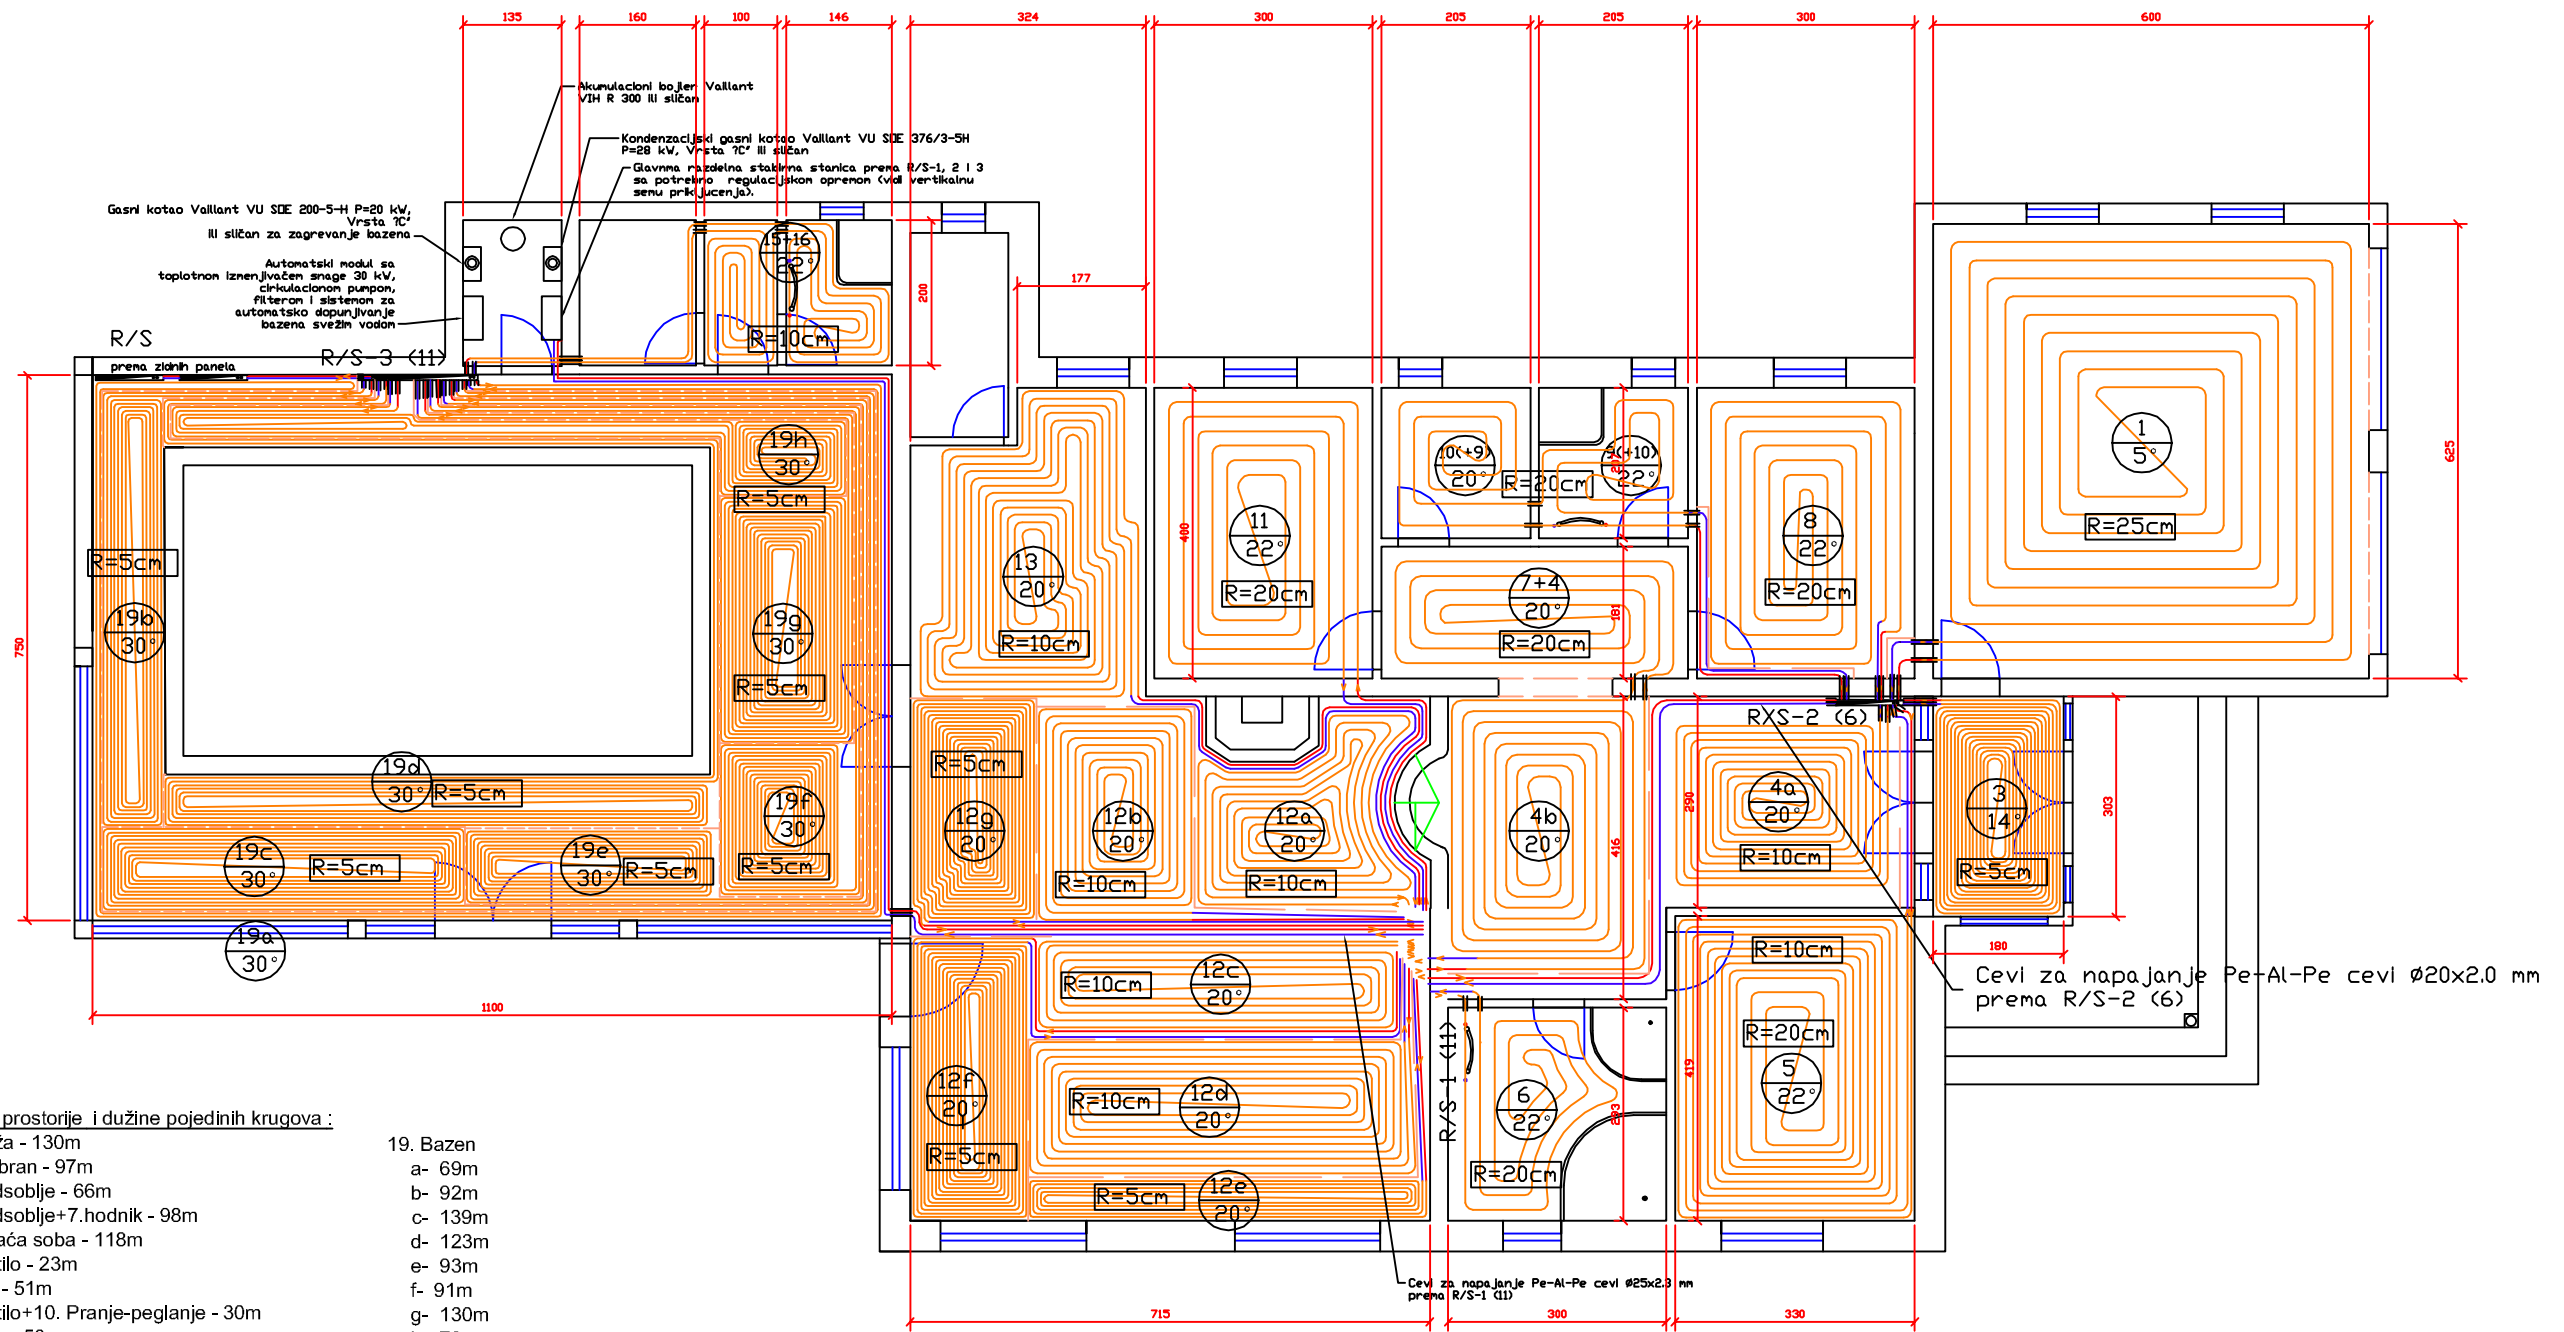 135
160
100
146
324
300
205
205
300
600
Akumulacioni bojler Vaillant
VIH R 300 ili sličan
Kondenzacijski gasni kotao Vaillant VU SOE 376/3-5H
P=28 kW, Vrsta ?C' ili sličan
Glavnma razdelna stabirna stanica prema R/S-1, 2 i 3
sa potrebno regulacijskom opremom (vidi vertikalnu
semu prikljucenja).
Gasni kotao Vaillant VU SOE 200-5-H P=20 kW,
Vrsta ?C'
ili sličan za zagrevanje bazena
Automatski modul sa
toplotnom izmenjivačem snage 30 kW,
cirkulacionom pumpom,
filterom i sistemom za
automatsko dopunjivanje
bazena svežim vodom
R/S
R/S-3 (11)
prema zidnih panela
15+16
22°
R=10cm
200
177
1
5°
R=25cm
625
19h
30°
R=5cm
10(+9)
20°
R=20cm
9(+10)
22°
207
11
22°
R=20cm
400
8
22°
R=20cm
13
20°
R=10cm
7+4
20°
R=20cm
181
R=5cm
19b
30°
19g
30°
R=5cm
750
RXS-2 (6)
19d
30°
R=5cm
19f
30°
R=5cm
R=5cm
12g
20°
12b
20°
R=10cm
12a
20°
R=10cm
4b
20°
416
290
4a
20°
R=10cm
3
14°
R=5cm
303
180
19c
30°
R=5cm
19e
30°
R=5cm
19a
30°
1100
12c
20°
R=10cm
R=10cm
R=20cm
5
22°
419
Cevi za napajanje Pe-Al-Pe cevi Ø20x2.0 mm
prema R/S-2 (6)
12f
20°
R=5cm
R=10cm
12d
20°
R=5cm
12e
20°
R/S-1 (11)
6
22°
R=20cm
293
Cevi za napajanje Pe-Al-Pe cevi Ø25x2.3 mm
prema R/S-1 (11)
715
300
330
prostorije i dužine pojedinih krugova :
ža - 130m
bran - 97m
dsoblje - 66m
dsoblje+7.hodnik - 98m
aća soba - 118m
tilo - 23m
- 51m
tilo+10. Pranje-peglanje - 30m
19. Bazen
a- 69m
b- 92m
c- 139m
d- 123m
e- 93m
f- 91m
g- 130m